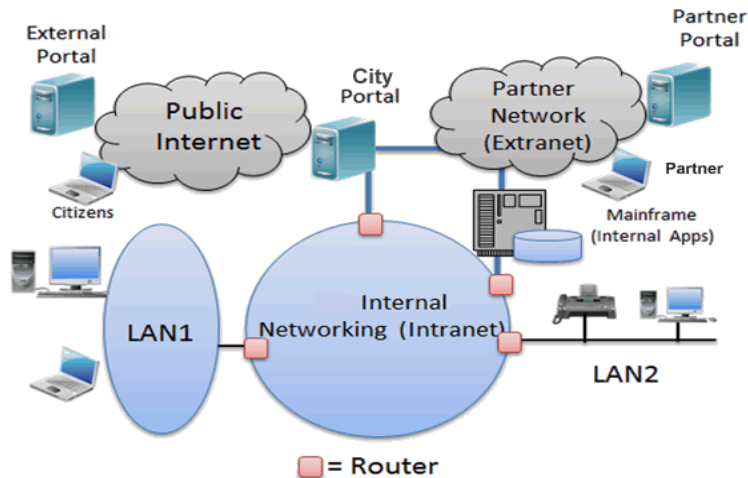 External
Portal
Public
Internet
Citizens
City
Portal
Partner
Network
(Extranet)
Partner
Portal
Partner
Mainframe
(Internal Apps)
LAN1
Internal
Networking (Intranet)
LAN2
= Router